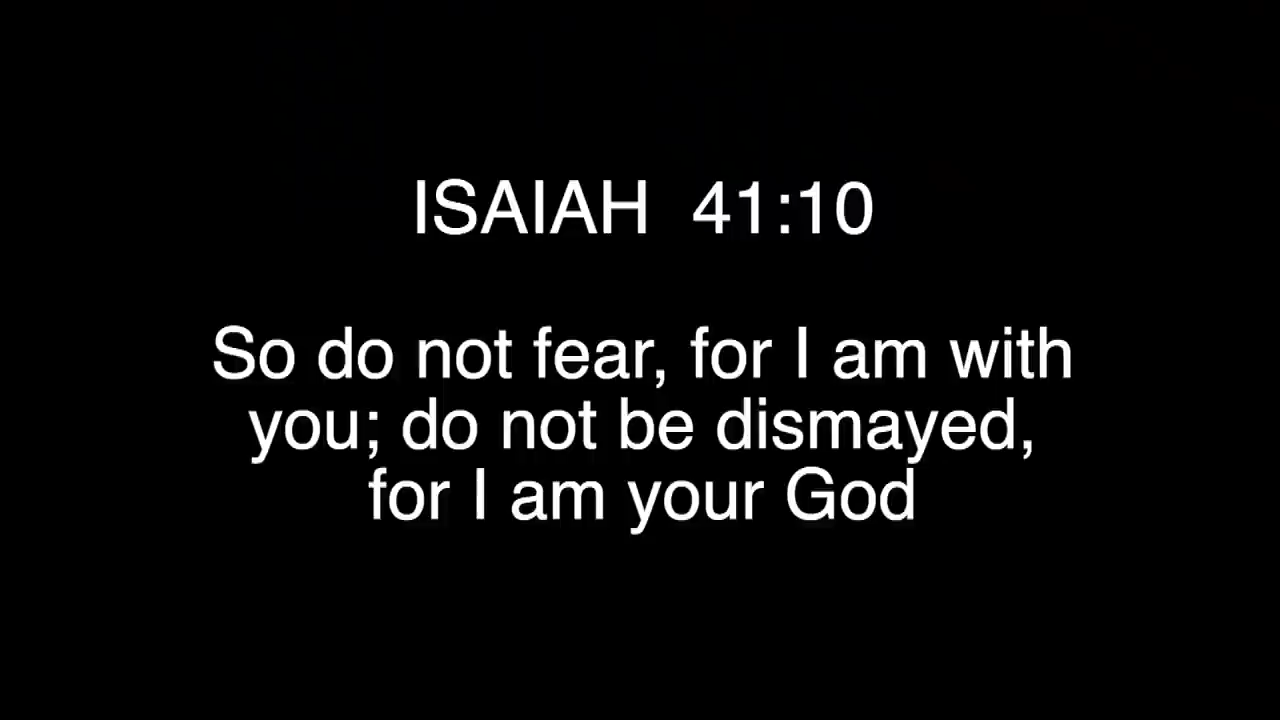 ISAIAH 41:10
So do not fear, for I am with
you; do not be dismayed,
for I am your God